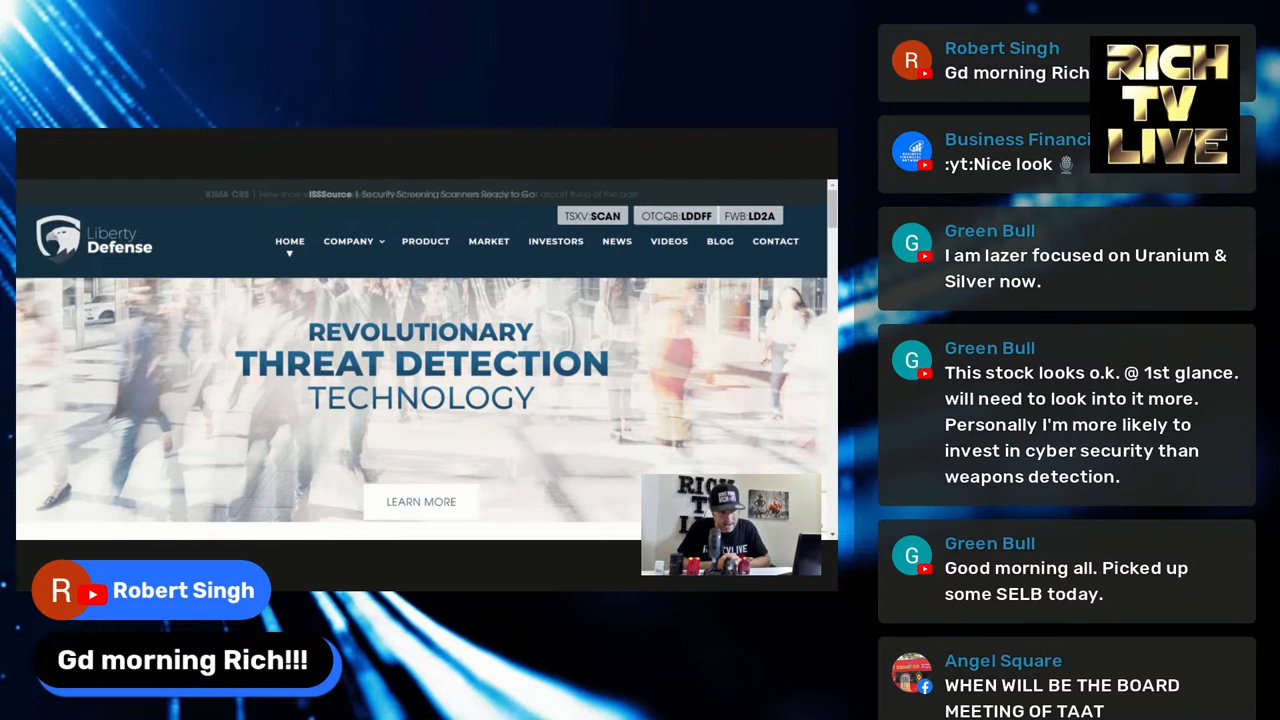 ISSSource | Security Screening Scanners Ready to Go
TSXV:SCAN OTCQB:LDDFF FWB:LD2A
Liberty
Defense
HOME COMPANY PRODUCT MARKET INVESTORS NEWS VIDEOS BLOG CONTACT
REVOLUTIONARY
THREAT DETECTION
TECHNOLOGY
LEARN MORE
R Robert Singh
Gd morning Rich!!!
RICH
TV
LIVE
R
Robert Singh
Gd morning Rich
Business Financi
:yt:Nice look
G
Green Bull
I am lazer focused on Uranium &
Silver now.
G
Green Bull
This stock looks o.k. @ 1st glance.
will need to look into it more.
Personally I'm more likely to
invest in cyber security than
weapons detection.
G
Green Bull
Good morning all. Picked up
some SELB today.
Angel Square
WHEN WILL BE THE BOARD
MEETING OF TAAT